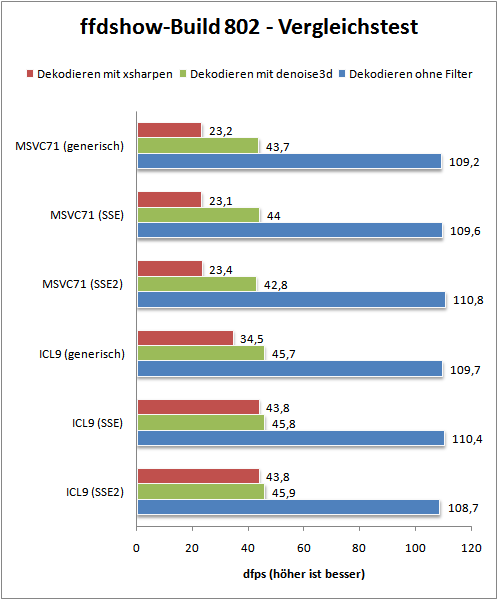 ffdshow-Build 802 - Vergleichstest
Dekodieren mit xsharpen Dekodieren mit denoise3d Dekodieren ohne Filter
MSVC71 (generisch)
23,2
43,7
109,2
MSVC71 (SSE)
23,1
44
109,6
MSVC71 (SSE2)
23,4
42,8
110,8
ICL9 (generisch)
34,5
45,7
109,7
ICL9 (SSE)
43,8
45,8
110,4
ICL9 (SSE2)
43,8
45,9
108,7
0 20 40 60 80 100 120
dfps (höher ist besser)